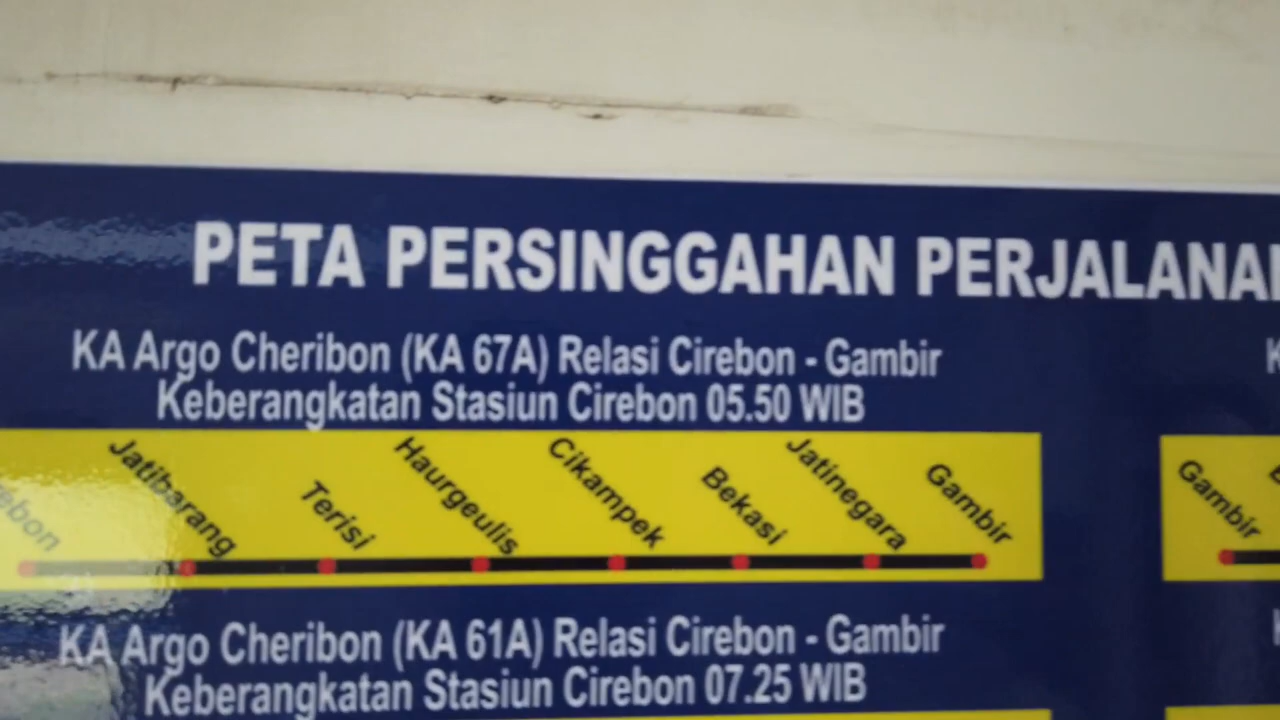 PETA PERSINGGAHAN PERJALANAN
KA Argo Cheribon (KA 67A) Relasi Cirebon - Gambir
Keberangkatan Stasiun Cirebon 05.50 WIB
Jatibarang
Terisi
Haurgeulis
Cikampek
Bekasi
Jatinegara
Gambir
Gambir
KA Argo Cheribon (KA 61A) Relasi Cirebon - Gambir
Keberangkatan Stasiun Cirebon 07.25 WIB